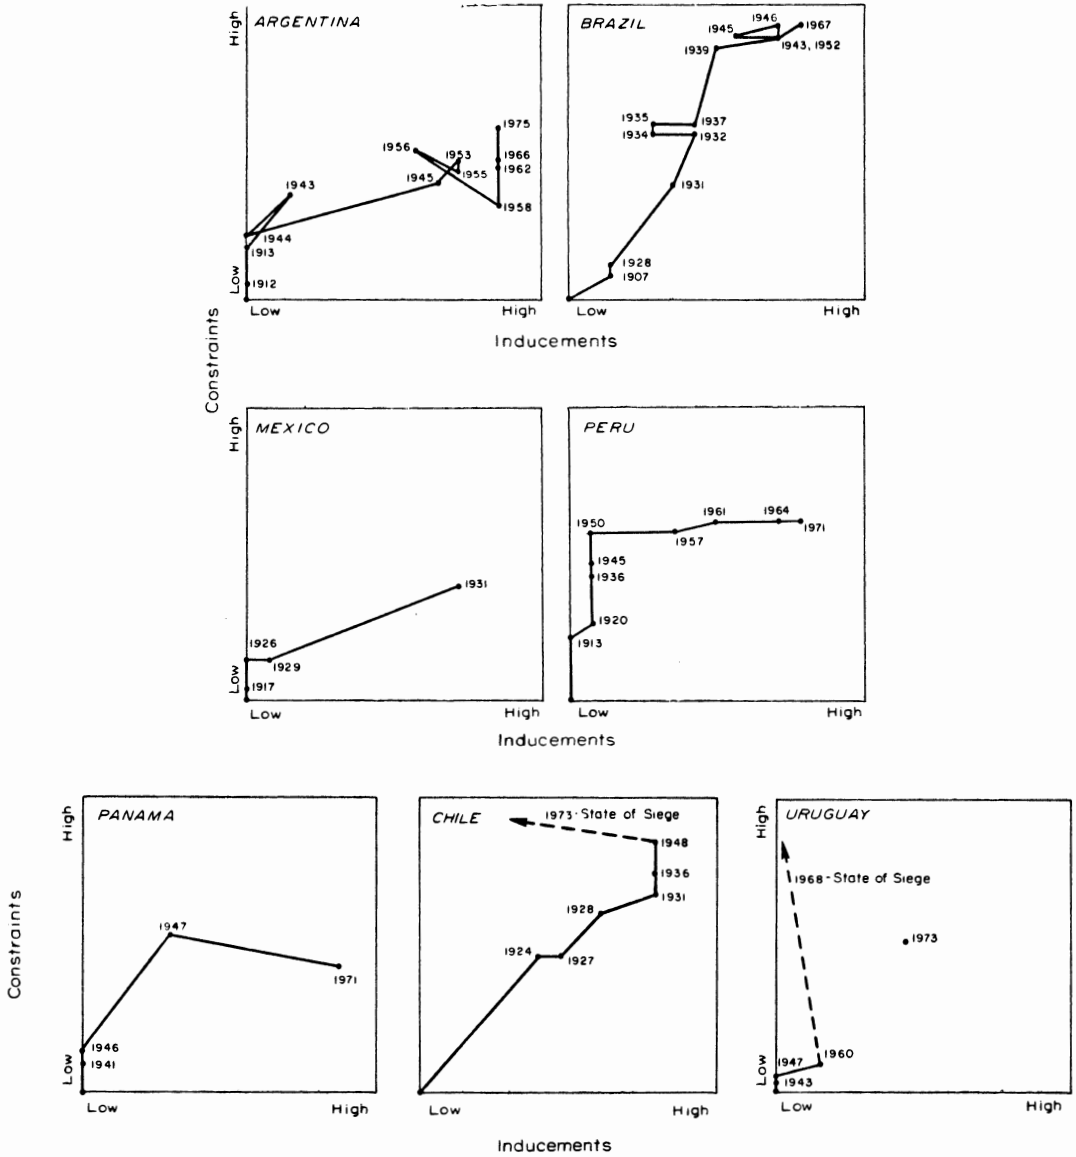 ARGENTINA
High
1975
1956
1953
1966
1962
1955
1945
1943
1958
1944
1913
Low
1912
Low
High
BRAZIL
1946
1967
1945
1943, 1952
1939
1935
1937
1934
1932
1931
1928
1907
Low
High
Inducements
Constraints
MEXICO
High
1931
1926
1929
Low
1917
Low
High
PERU
1961
1964
1971
1950
1957
1945
1936
1920
1913
Low
High
Inducements
PANAMA
High
1947
1971
1946
1941
Low
Low
High
Constraints
CHILE
1973-State of Siege
1948
1936
1931
1928
1924
1927
Low
High
Inducements
URUGUAY
High
1968-State of Siege
1973
1960
1947
1943
Low
Low
High